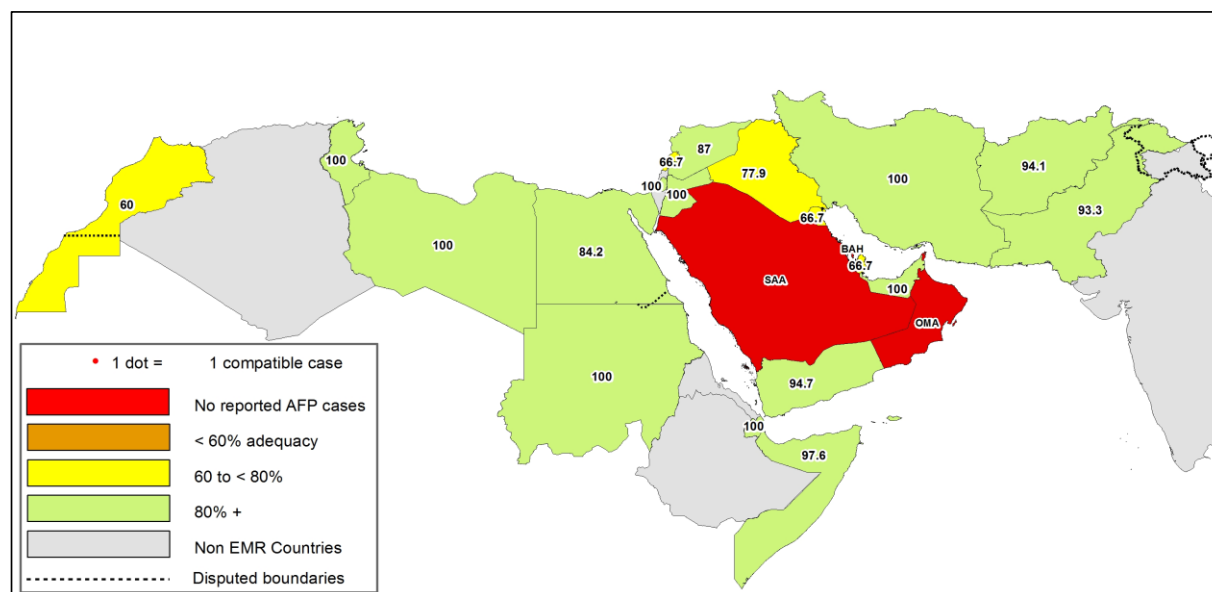 100
60
100
84.2
100
66.7
87
100
100
77.9
66.7
100
94.1
93.3
BAH
66.7
SAA
100
OMA
94.7
100
97.6
1 dot = 1 compatible case
No reported AFP cases
< 60% adequacy
60 to < 80%
80% +
Non EMR Countries
Disputed boundaries